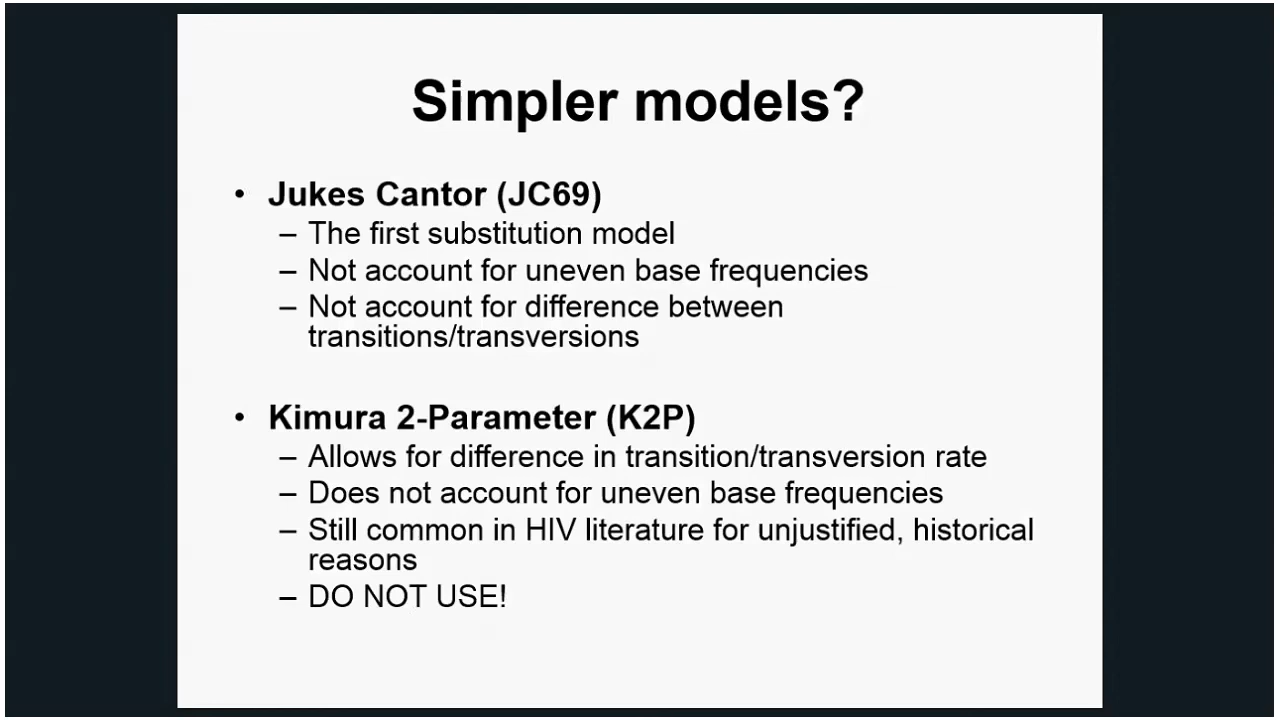 Simpler models?
• Jukes Cantor (JC69)
– The first substitution model
– Not account for uneven base frequencies
– Not account for difference between
transitions/transversions
• Kimura 2-Parameter (K2P)
– Allows for difference in transition/transversion rate
– Does not account for uneven base frequencies
– Still common in HIV literature for unjustified, historical
reasons
– DO NOT USE!